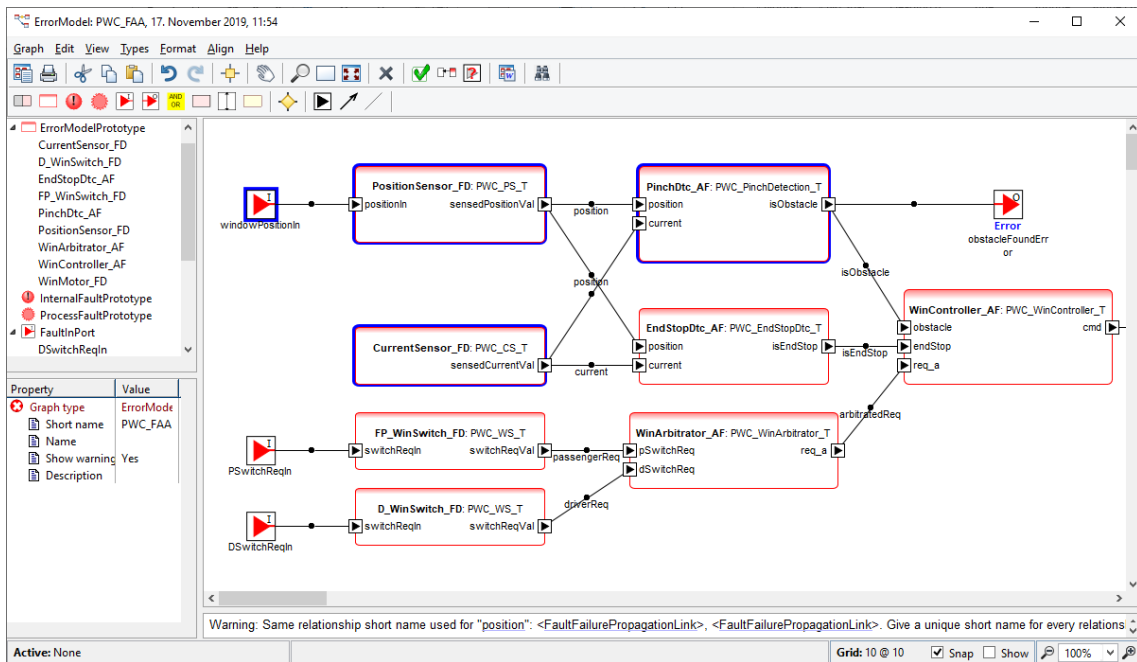 ErrorModel: PWC_FAA, 17. November 2019, 11:54
Graph Edit View Types Format Align Help
AND
OR
ErrorModelPrototype
CurrentSensor_FD
D_WinSwitch_FD
EndStopDtc_AF
FP_WinSwitch_FD
PinchDtc_AF
PositionSensor_FD
WinArbitrator_AF
WinController_AF
WinMotor_FD
InternalFaultPrototype
ProcessFaultPrototype
FaultInPort
DSwitchReqIn
Property Value
Graph type ErrorMode
Short name PWC_FAA
Name
Show warning Yes
Description
I
windowPositionIn
PositionSensor_FD: PWC_PS_T
positionIn
sensedPositionVal
position
PinchDtc_AF: PWC_PinchDetection_T
position
isObstacle
current
O
Error
obstacleFoundErr
or
isObstacle
position
CurrentSensor_FD: PWC_CS_T
sensedCurrentVal
current
EndStopDtc_AF: PWC_EndStopDtc_T
position
isEndStop
current
isEndStop
WinController_AF: PWC_WinController_T
obstacle
cmd
endStop
req_a
arbitratedReq
I
PSwitchReqIn
FP_WinSwitch_FD: PWC_WS_T
switchReqIn
switchReqVal
passengerReq
WinArbitrator_AF: PWC_WinArbitrator_T
pSwitchReq
req_a
dSwitchReq
I
DSwitchReqIn
D_WinSwitch_FD: PWC_WS_T
switchReqIn
switchReqVal
driverReq
Warning: Same relationship short name used for "position": <FaultFailurePropagationLink>, <FaultFailurePropagationLink>. Give a unique short name for every relations
Active: None
Grid: 10 @ 10 Snap Show 100%